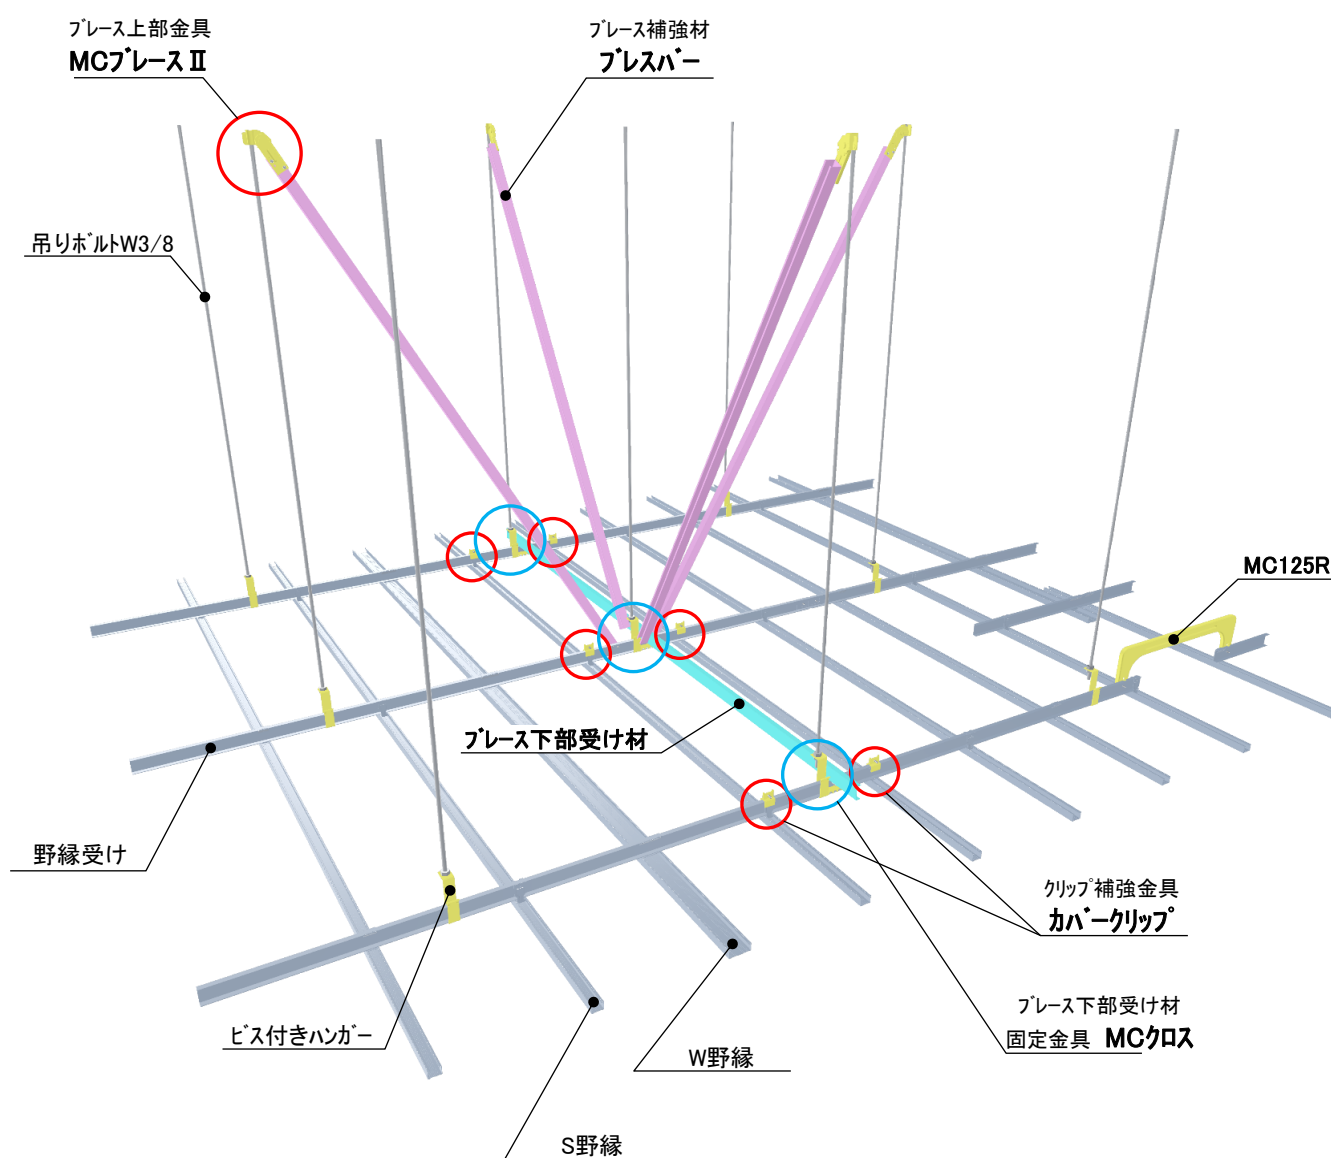 ブレース上部金具
MCブレースⅡ
ブレース補強材
ブレスバー
吊りボルトW3/8
MC125R
ブレース下部受け材
野縁受け
クリップ補強金具
カバークリップ
ブレース下部受け材
固定金具 MCクロス
ビス付きハンガー
W野縁
S野縁